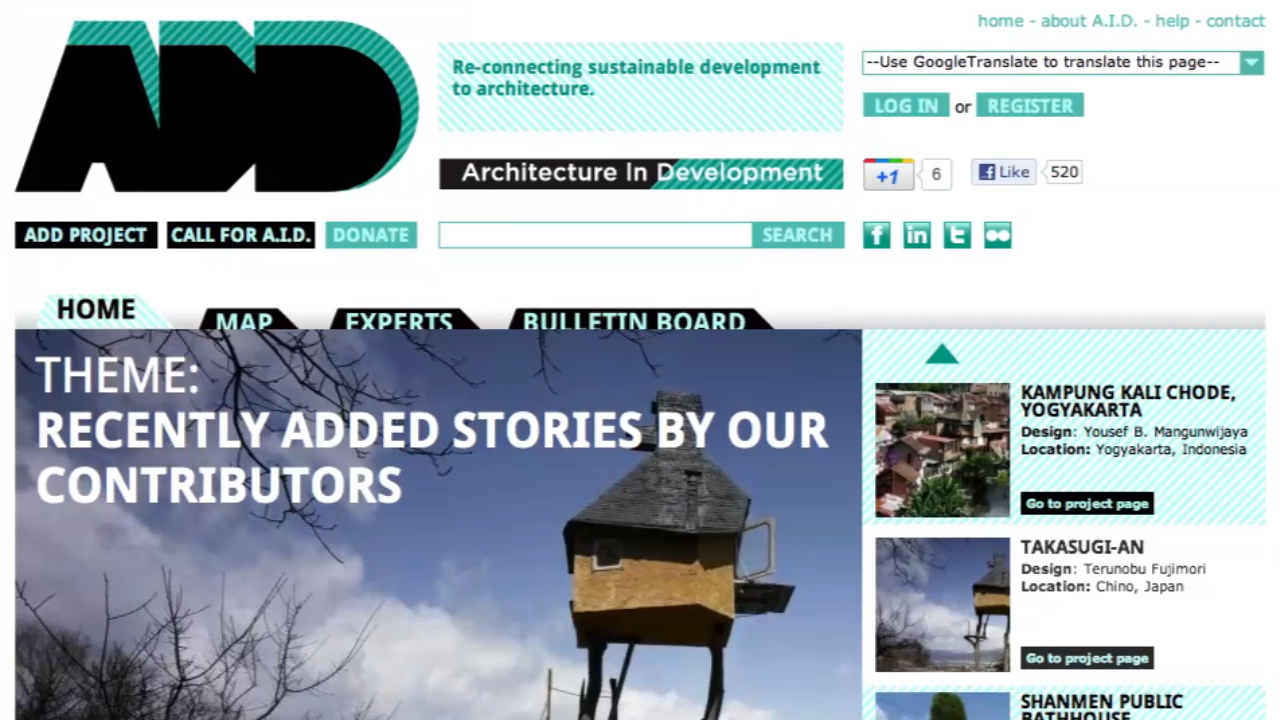 AID
home - about A.I.D. - help - contact
Re-connecting sustainable development
to architecture.
--Use GoogleTranslate to translate this page--
LOG IN or REGISTER
Architecture In Development
+1 6 Like 520
ADD PROJECT CALL FOR A.I.D. DONATE SEARCH
f in t
HOME MAP EXPERTS BULLETIN BOARD
THEME:
RECENTLY ADDED STORIES BY OUR
CONTRIBUTORS
KAMPUNG KALI CHODE,
YOGYAKARTA
Design: Yousef B. Mangunwijaya
Location: Yogyakarta, Indonesia
Go to project page
TAKASUGI-AN
Design: Terunobu Fujimori
Location: Chino, Japan
Go to project page
SHANMEN PUBLIC
BATHHOUSE